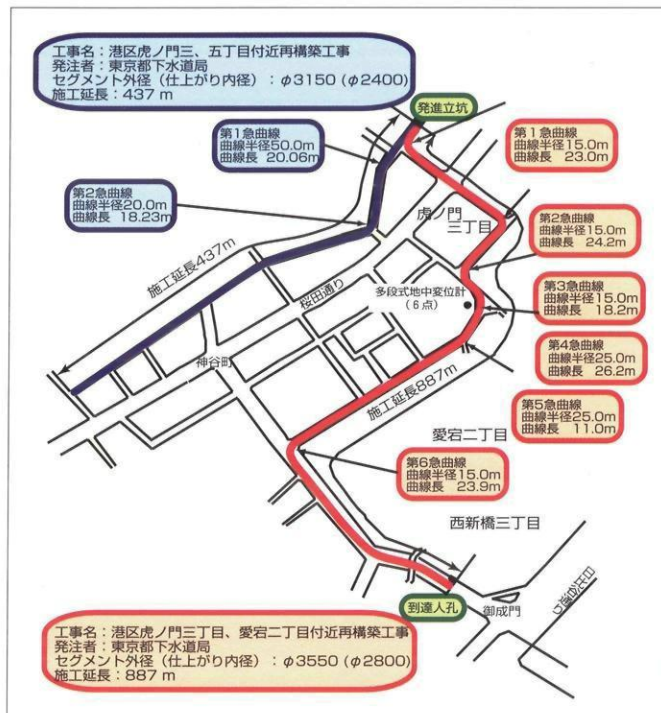 工事名：港区虎ノ門三、五丁目付近再構築工事
発注者：東京都下水道局
セグメント外径（仕上がり内径）：φ3150（φ2400）
施工延長：437 m
発進立坑
第1急曲線
曲線半径50.0m
曲線長 20.06m
第1急曲線
曲線半径15.0m
曲線長 23.0m
第2急曲線
曲線半径20.0m
曲線長 18.23m
虎ノ門
三丁目
第2急曲線
曲線半径15.0m
曲線長 24.2m
施工延長437m
桜田通り
多段式地中変位計
（6点）
第3急曲線
曲線半径15.0m
曲線長 18.2m
神谷町
第4急曲線
曲線半径25.0m
曲線長 26.2m
施工延長887m
第5急曲線
曲線半径25.0m
曲線長 11.0m
愛宕二丁目
第6急曲線
曲線半径15.0m
曲線長 23.9m
西新橋三丁目
日比谷通り
到達人孔
御成門
工事名：港区虎ノ門三丁目、愛宕二丁目付近再構築工事
発注者：東京都下水道局
セグメント外径（仕上がり内径）：φ3550（φ2800）
施工延長：887 m